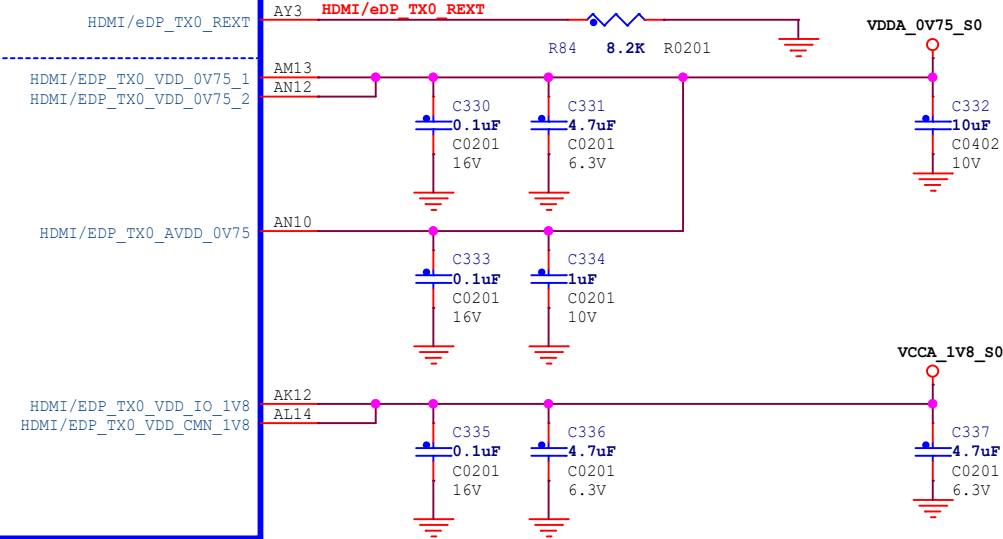 AY3 HDMI/eDP_TX0_REXT
HDMI/eDP_TX0_REXT
R84 8.2K R0201
VDDA_0V75_S0
AM13
HDMI/EDP_TX0_VDD_0V75_1
AN12
HDMI/EDP_TX0_VDD_0V75_2
C330
0.1uF
C0201
16V
C331
4.7uF
C0201
6.3V
C332
10uF
C0402
10V
AN10
HDMI/EDP_TX0_AVDD_0V75
C333
0.1uF
C0201
16V
C334
1uF
C0201
10V
VCCA_1V8_S0
AK12
HDMI/EDP_TX0_VDD_IO_1V8
AL14
HDMI/EDP_TX0_VDD_CMN_1V8
C335
0.1uF
C0201
16V
C336
4.7uF
C0201
6.3V
C337
4.7uF
C0201
6.3V